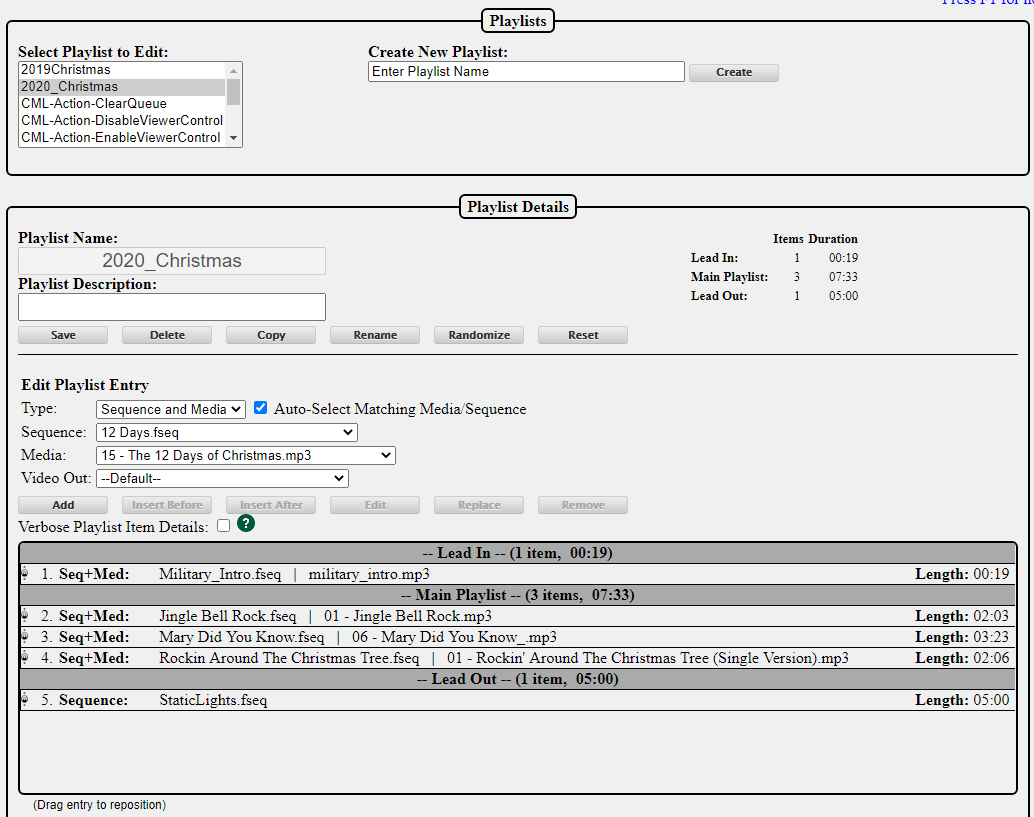 Playlists
Select Playlist to Edit:
2019Christmas
2020_Christmas
CML-Action-ClearQueue
CML-Action-DisableViewerControl
CML-Action-EnableViewerControl
Create New Playlist:
Enter Playlist Name Create
Playlist Details
Playlist Name:
2020_Christmas
Playlist Description:
Items Duration
Lead In: 1 00:19
Main Playlist: 3 07:33
Lead Out: 1 05:00
Save Delete Copy Rename Randomize Reset
Edit Playlist Entry
Type: Sequence and Media Auto-Select Matching Media/Sequence
Sequence: 12 Days.fseq
Media: 15 - The 12 Days of Christmas.mp3
Video Out: --Default--
Add Insert Before Insert After Edit Replace Remove
Verbose Playlist Item Details: ?
-- Lead In -- (1 item, 00:19)
1. Seq+Med: Military_Intro.fseq | military_intro.mp3 Length: 00:19
-- Main Playlist -- (3 items, 07:33)
2. Seq+Med: Jingle Bell Rock.fseq | 01 - Jingle Bell Rock.mp3 Length: 02:03
3. Seq+Med: Mary Did You Know.fseq | 06 - Mary Did You Know_.mp3 Length: 03:23
4. Seq+Med: Rockin Around The Christmas Tree.fseq | 01 - Rockin' Around The Christmas Tree (Single Version).mp3 Length: 02:06
-- Lead Out -- (1 item, 05:00)
5. Sequence: StaticLights.fseq Length: 05:00
(Drag entry to reposition)